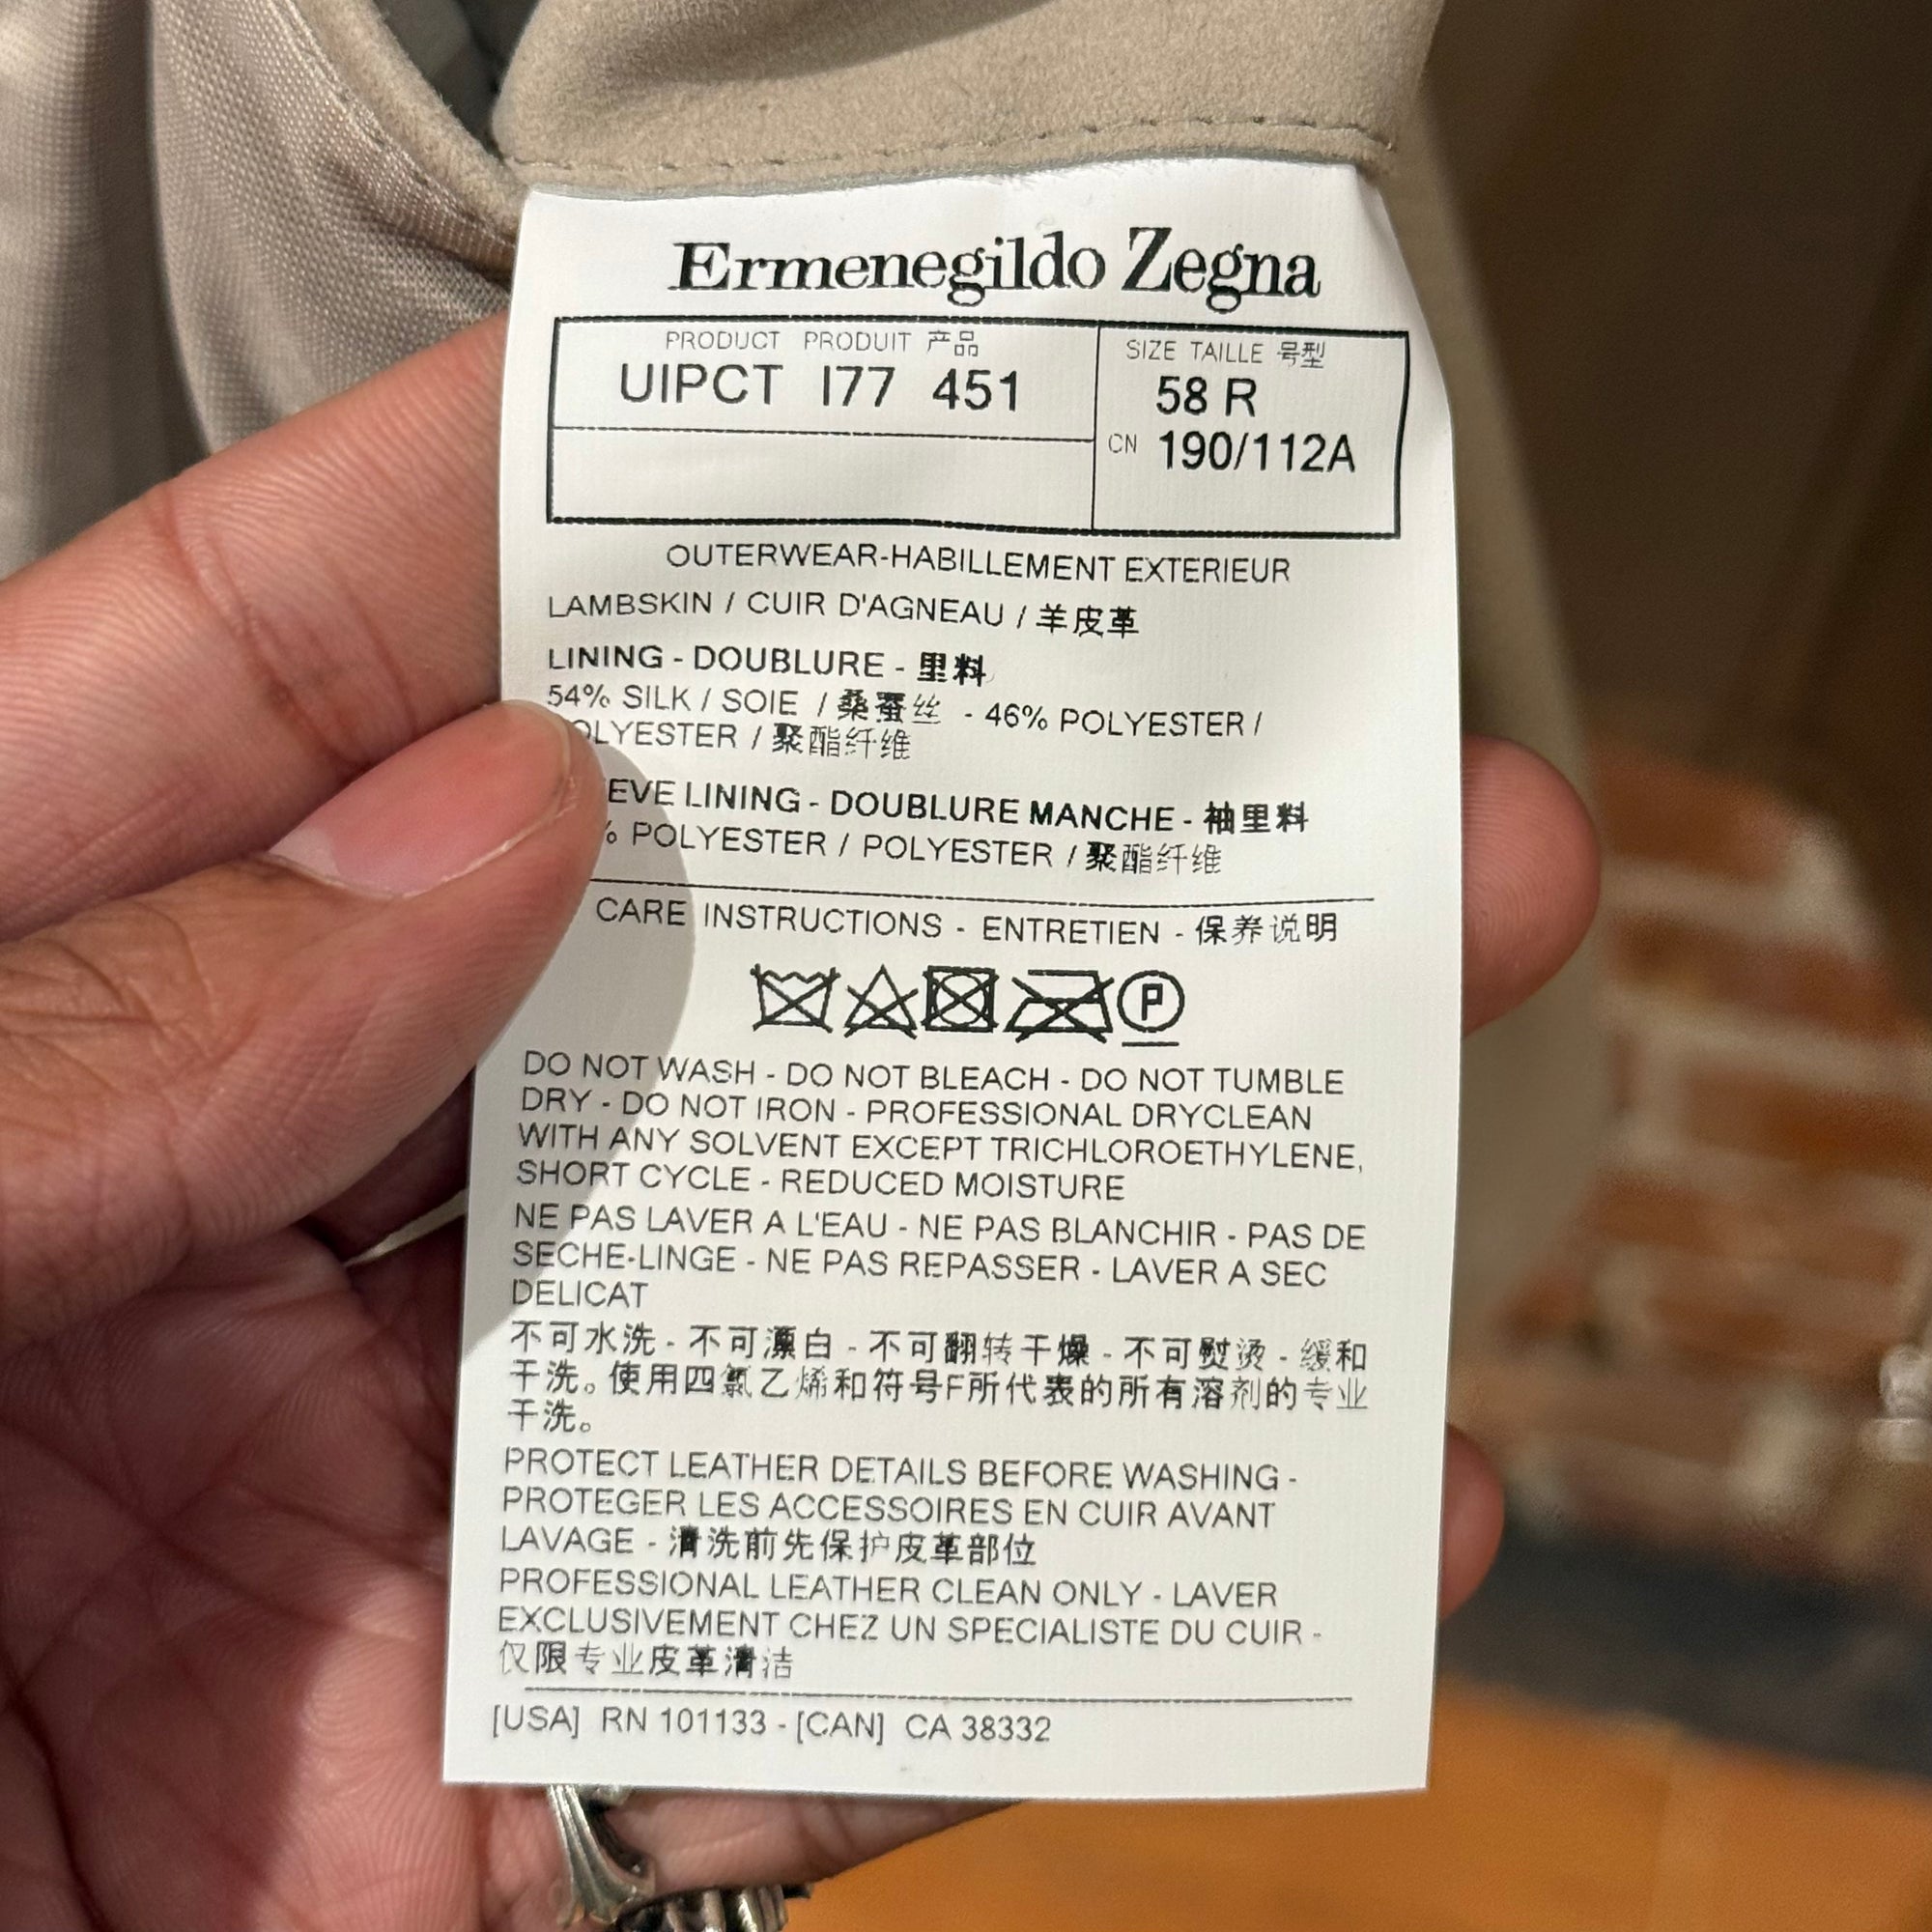 Ermenegildo Zegna
PRODUCT PRODUIT 产品
UIPCT I77 451
SIZE TAILLE 号型
58 R
CN 190/112A
OUTERWEAR-HABILLEMENT EXTERIEUR
LAMBSKIN / CUIR D'AGNEAU / 羊皮革
LINING - DOUBLURE - 里料
54% SILK / SOIE / 桑蚕丝 - 46% POLYESTER /
OLYESTER / 聚酯纤维
EVE LINING - DOUBLURE MANCHE - 袖里料
% POLYESTER / POLYESTER / 聚酯纤维
CARE INSTRUCTIONS - ENTRETIEN - 保养说明
P
DO NOT WASH - DO NOT BLEACH - DO NOT TUMBLE
DRY - DO NOT IRON - PROFESSIONAL DRYCLEAN
WITH ANY SOLVENT EXCEPT TRICHLOROETHYLENE,
SHORT CYCLE - REDUCED MOISTURE
NE PAS LAVER A L'EAU - NE PAS BLANCHIR - PAS DE
SECHE-LINGE - NE PAS REPASSER - LAVER A SEC
DELICAT
不可水洗 - 不可漂白 - 不可翻转干燥 - 不可熨烫 - 缓和
干洗。使用四氯乙烯和符号F所代表的所有溶剂的专业
干洗。
PROTECT LEATHER DETAILS BEFORE WASHING -
PROTEGER LES ACCESSOIRES EN CUIR AVANT
LAVAGE - 清洗前先保护皮革部位
PROFESSIONAL LEATHER CLEAN ONLY - LAVER
EXCLUSIVEMENT CHEZ UN SPECIALISTE DU CUIR -
仅限专业皮革清洁
[USA] RN 101133 - [CAN] CA 38332